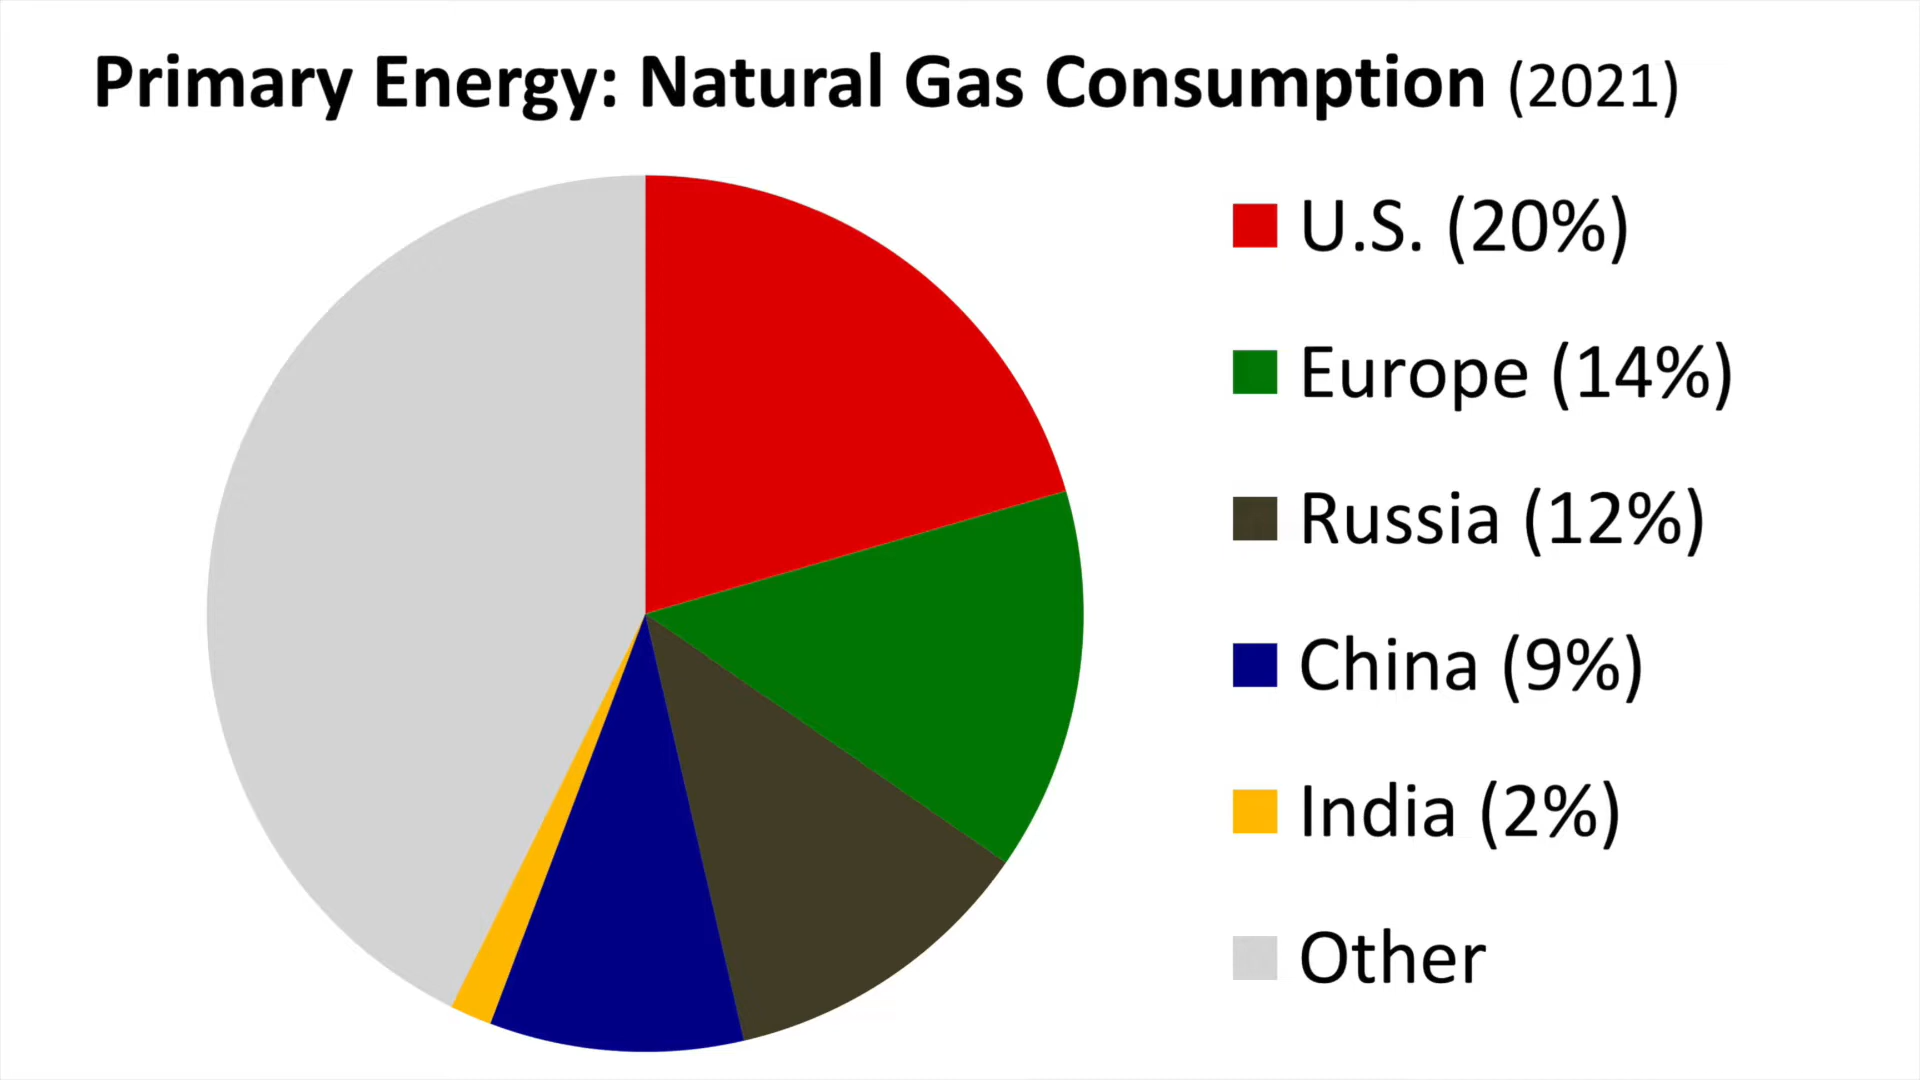 Primary Energy: Natural Gas Consumption (2021)
U.S. (20%)
Europe (14%)
Russia (12%)
China (9%)
India (2%)
Other